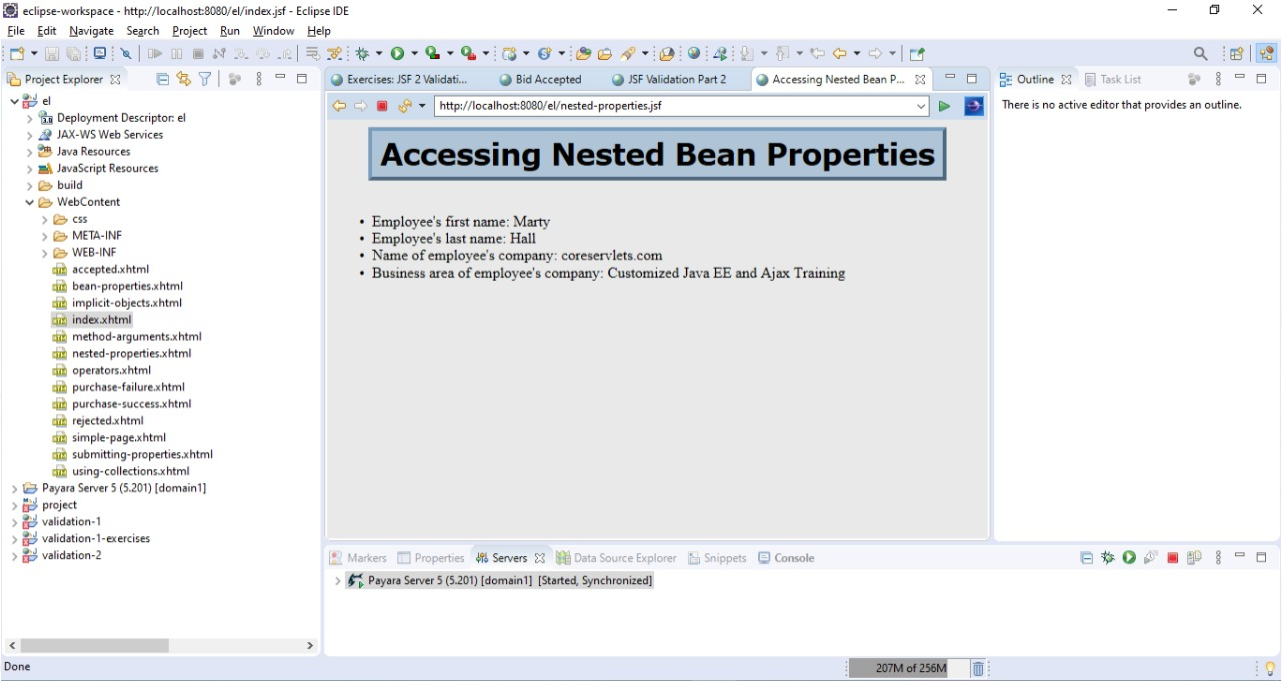 eclipse-workspace - http://localhost:8080/el/index.jsf - Eclipse IDE
File Edit Navigate Search Project Run Window Help
Project Explorer
Exercises: JSF 2 Validati...
Bid Accepted
JSF Validation Part 2
Accessing Nested Bean P...
Outline
Task List
http://localhost:8080/el/nested-properties.jsf
There is no active editor that provides an outline.
el
Deployment Descriptor: el
JAX-WS Web Services
Java Resources
JavaScript Resources
build
WebContent
css
META-INF
WEB-INF
accepted.xhtml
bean-properties.xhtml
implicit-objects.xhtml
index.xhtml
method-arguments.xhtml
nested-properties.xhtml
operators.xhtml
purchase-failure.xhtml
purchase-success.xhtml
rejected.xhtml
simple-page.xhtml
submitting-properties.xhtml
using-collections.xhtml
Payara Server 5 (5.201) [domain1]
project
validation-1
validation-1-exercises
validation-2
Accessing Nested Bean Properties
• Employee's first name: Marty
• Employee's last name: Hall
• Name of employee's company: coreservlets.com
• Business area of employee's company: Customized Java EE and Ajax Training
Markers Properties Servers Data Source Explorer Snippets Console
Payara Server 5 (5.201) [domain1] [Started, Synchronized]
Done
207M of 256M